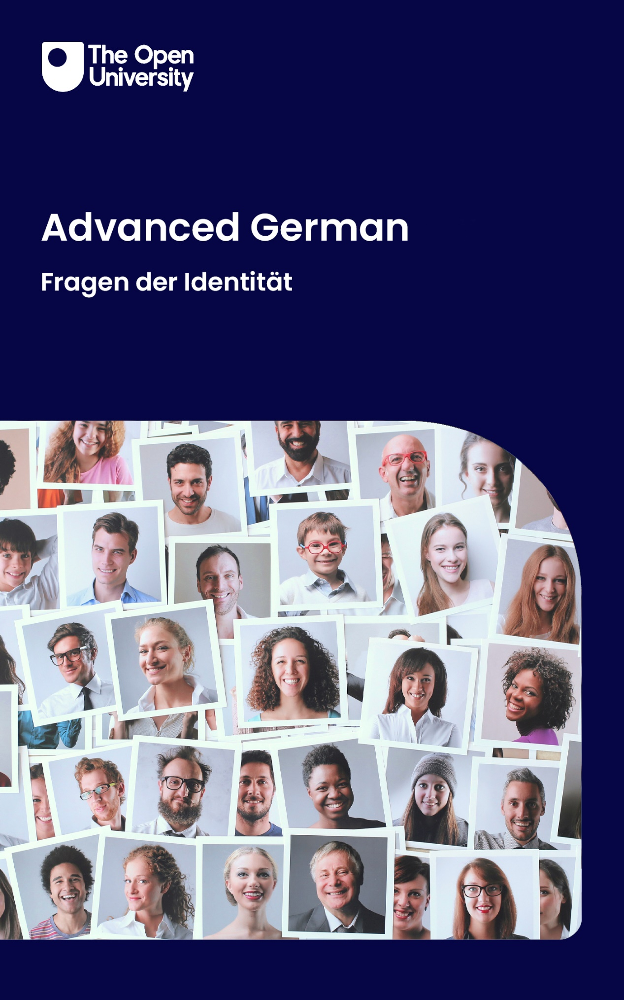 The Open
University
Advanced German
Fragen der Identität